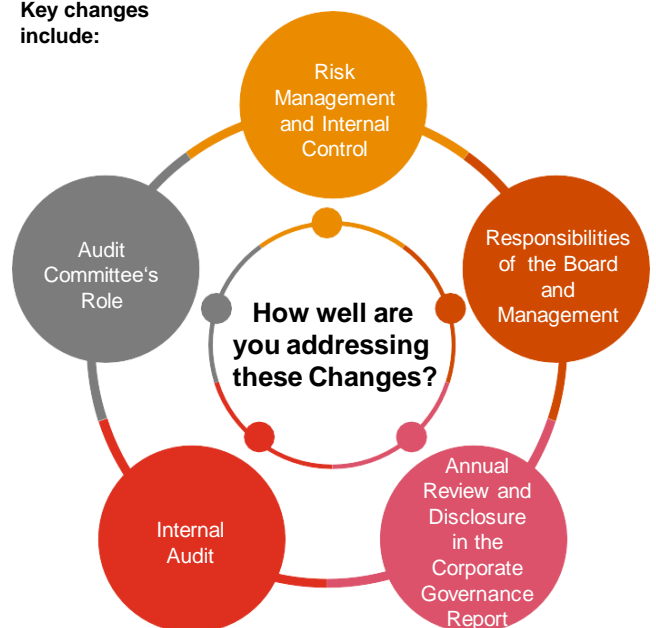 Key changes
include:
Risk
Management
and Internal
Control
Responsibilities
of the Board
and
Management
Annual
Review and
Disclosure
in the
Corporate
Governance
Report
Internal
Audit
Audit
Committee‘s
Role
How well are
you addressing
these Changes?